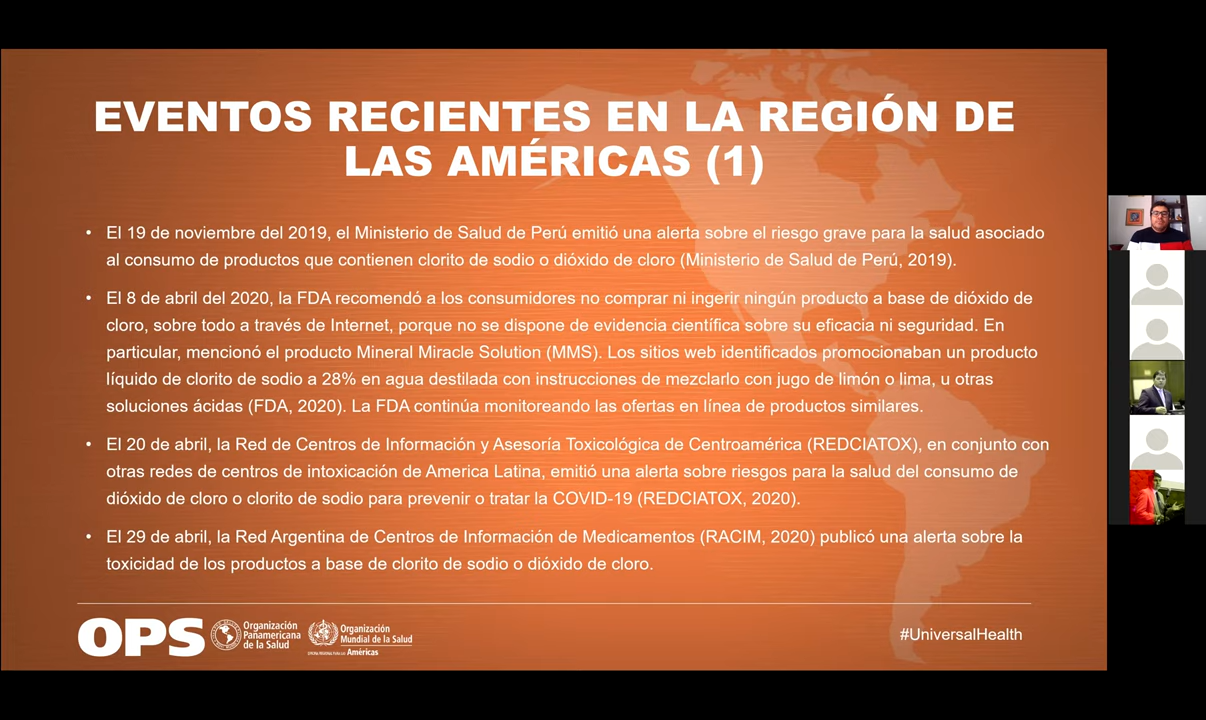 EVENTOS RECIENTES EN LA REGIÓN DE
LAS AMÉRICAS (1)
• El 19 de noviembre del 2019, el Ministerio de Salud de Perú emitió una alerta sobre el riesgo grave para la salud asociado
al consumo de productos que contienen clorito de sodio o dióxido de cloro (Ministerio de Salud de Perú, 2019).
• El 8 de abril del 2020, la FDA recomendó a los consumidores no comprar ni ingerir ningún producto a base de dióxido de
cloro, sobre todo a través de Internet, porque no se dispone de evidencia científica sobre su eficacia ni seguridad. En
particular, mencionó el producto Mineral Miracle Solution (MMS). Los sitios web identificados promocionaban un producto
líquido de clorito de sodio a 28% en agua destilada con instrucciones de mezclarlo con jugo de limón o lima, u otras
soluciones ácidas (FDA, 2020). La FDA continúa monitoreando las ofertas en línea de productos similares.
• El 20 de abril, la Red de Centros de Información y Asesoría Toxicológica de Centroamérica (REDCIATOX), en conjunto con
otras redes de centros de intoxicación de America Latina, emitió una alerta sobre riesgos para la salud del consumo de
dióxido de cloro o clorito de sodio para prevenir o tratar la COVID-19 (REDCIATOX, 2020).
• El 29 de abril, la Red Argentina de Centros de Información de Medicamentos (RACIM, 2020) publicó una alerta sobre la
toxicidad de los productos a base de clorito de sodio o dióxido de cloro.
OPS
Organización
Panamericana
de la Salud
Organización
Mundial de la Salud
Américas
#UniversalHealth